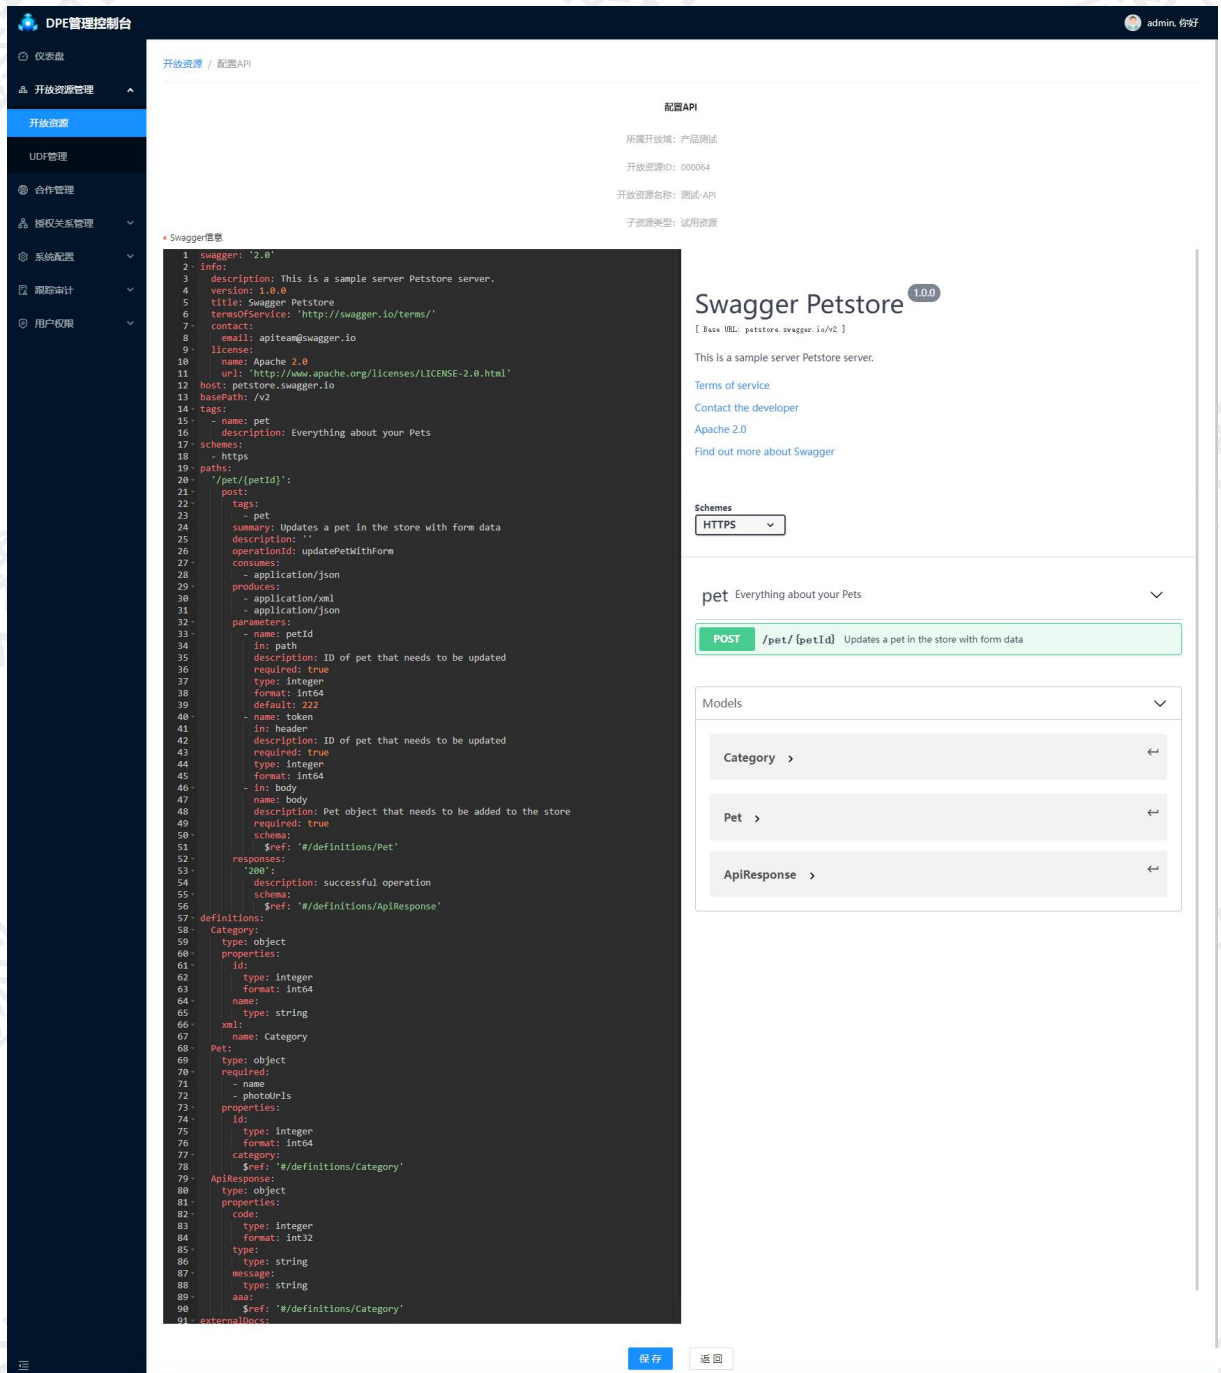 DPE管理控制台
admin, 你好
仪表盘
开放资源管理
开放资源
UDF管理
合作管理
授权关系管理
系统配置
跟踪审计
用户权限
开放资源 / 配置API
配置API
所属开放域: 产品测试
开放资源ID: 000064
开放资源名称: 测试-API
子资源类型: 试用资源
* Swagger信息
1 swagger: '2.0'
2 info:
3 description: This is a sample server Petstore server.
4 version: 1.0.0
5 title: Swagger Petstore
6 termsOfService: 'http://swagger.io/terms/'
7 contact:
8 email: apiteam@swagger.io
9 license:
10 name: Apache 2.0
11 url: 'http://www.apache.org/licenses/LICENSE-2.0.html'
12 host: petstore.swagger.io
13 basePath: /v2
14 tags:
15 - name: pet
16 description: Everything about your Pets
17 schemes:
18 - https
19 paths:
20 '/pet/{petId}':
21 post:
22 tags:
23 - pet
24 summary: Updates a pet in the store with form data
25 description: ''
26 operationId: updatePetWithForm
27 consumes:
28 - application/json
29 produces:
30 - application/xml
31 - application/json
32 parameters:
33 - name: petId
34 in: path
35 description: ID of pet that needs to be updated
36 required: true
37 type: integer
38 format: int64
39 default: 222
40 - name: token
41 in: header
42 description: ID of pet that needs to be updated
43 required: true
44 type: integer
45 format: int64
46 - in: body
47 name: body
48 description: Pet object that needs to be added to the store
49 required: true
50 schema:
51 $ref: '#/definitions/Pet'
52 responses:
53 '200':
54 description: successful operation
55 schema:
56 $ref: '#/definitions/ApiResponse'
57 definitions:
58 Category:
59 type: object
60 properties:
61 id:
62 type: integer
63 format: int64
64 name:
65 type: string
66 xml:
67 name: Category
68 Pet:
69 type: object
70 required:
71 - name
72 - photoUrls
73 properties:
74 id:
75 type: integer
76 format: int64
77 category:
78 $ref: '#/definitions/Category'
79 ApiResponse:
80 type: object
81 properties:
82 code:
83 type: integer
84 format: int32
85 type:
86 type: string
87 message:
88 type: string
89 aaa:
90 $ref: '#/definitions/Category'
91 externalDocs:
Swagger Petstore 1.0.0
[ Base URL: petstore.swagger.io/v2 ]
This is a sample server Petstore server.
Terms of service
Contact the developer
Apache 2.0
Find out more about Swagger
Schemes
HTTPS
pet Everything about your Pets
POST /pet/{petId} Updates a pet in the store with form data
Models
Category
Pet
ApiResponse
保存 返回